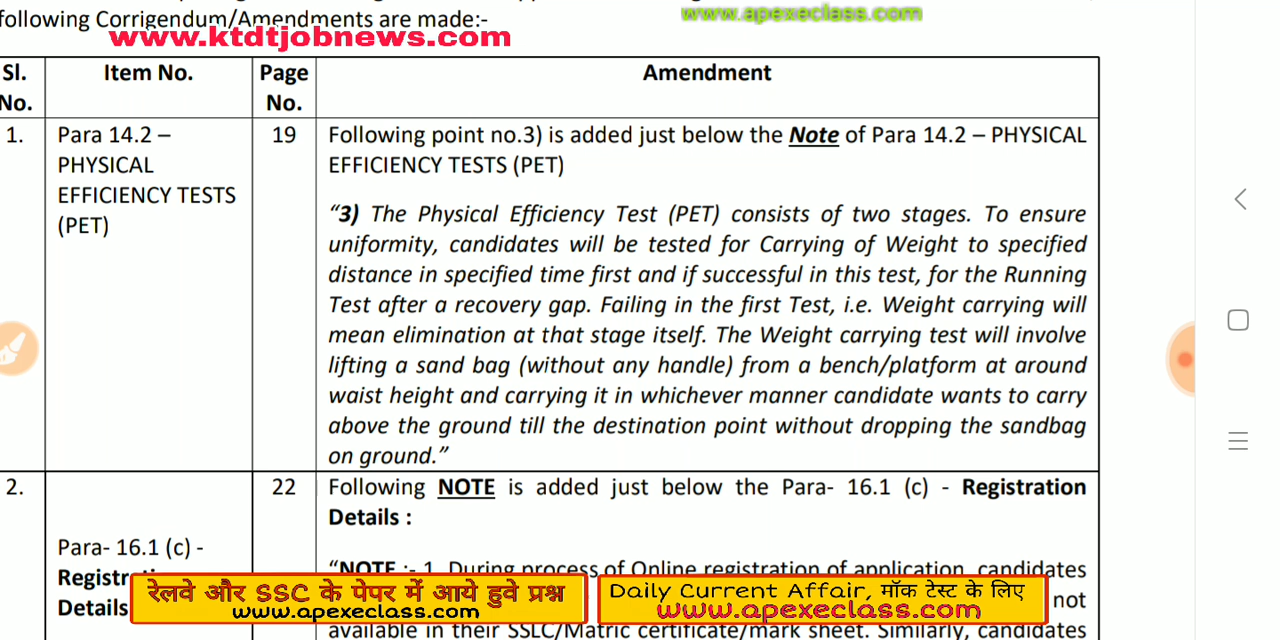 www.apexeclass.com
following Corrigendum/Amendments are made:-
www.ktdtjobnews.com
Sl. No.
Item No.
Page No.
Amendment
1.
Para 14.2 –
PHYSICAL
EFFICIENCY TESTS
(PET)
19
Following point no.3) is added just below the Note of Para 14.2 – PHYSICAL
EFFICIENCY TESTS (PET)
“3) The Physical Efficiency Test (PET) consists of two stages. To ensure
uniformity, candidates will be tested for Carrying of Weight to specified
distance in specified time first and if successful in this test, for the Running
Test after a recovery gap. Failing in the first Test, i.e. Weight carrying will
mean elimination at that stage itself. The Weight carrying test will involve
lifting a sand bag (without any handle) from a bench/platform at around
waist height and carrying it in whichever manner candidate wants to carry
above the ground till the destination point without dropping the sandbag
on ground.”
2.
Para- 16.1 (c) -
Details
22
Following NOTE is added just below the Para- 16.1 (c) - Registration
Details :
“NOTE :- 1. During process of Online registration of application, candidates
not
available in their SSLC/Matric certificate/mark sheet. Similarly, candidates
रेलवे और SSC के पेपर में आये हुवे प्रश्न
www.apexeclass.com
Daily Current Affair, मॉक टेस्ट के लिए
www.apexeclass.com